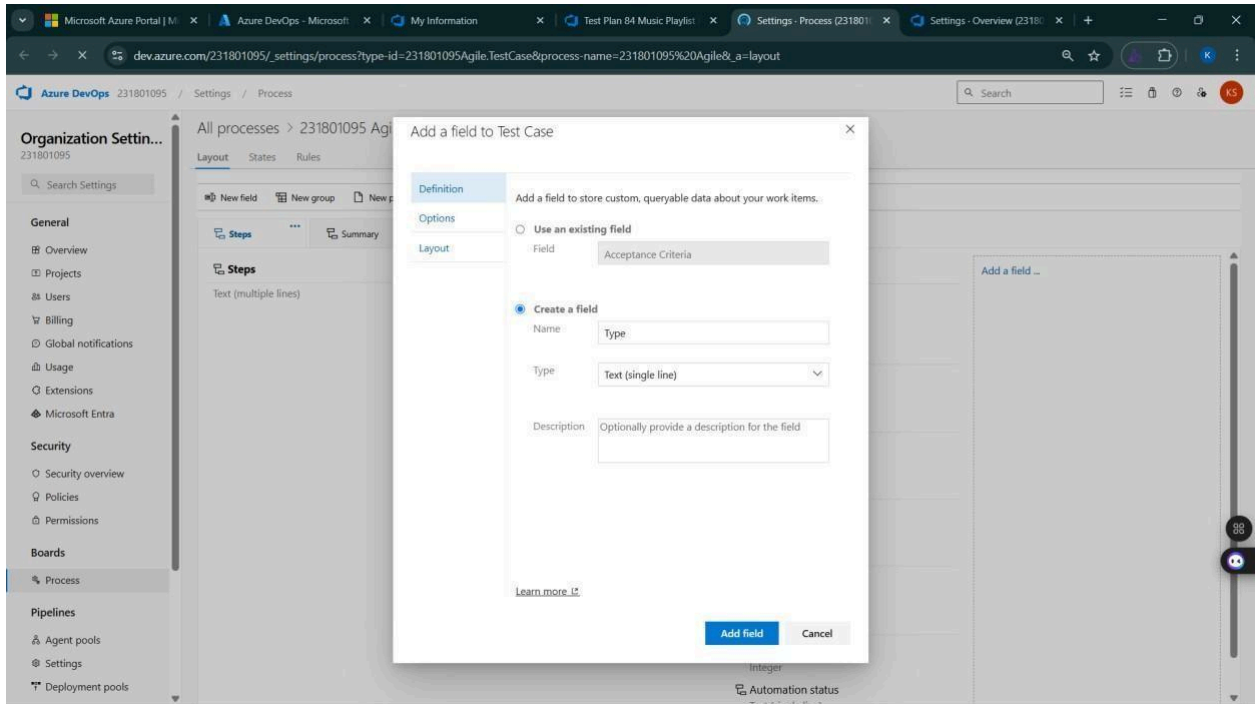 Microsoft Azure Portal | M
Azure DevOps - Microsoft
My Information
Test Plan 84 Music Playlist
Settings - Process (231801
Settings - Overview (2318
dev.azure.com/231801095/_settings/process?type-id=231801095Agile.TestCase&process-name=231801095%20Agile&_a=layout
K
Azure DevOps 231801095 / Settings / Process
Search
KS
Organization Settin...
231801095
Search Settings
General
Overview
Projects
Users
Billing
Global notifications
Usage
Extensions
Microsoft Entra
Security
Security overview
Policies
Permissions
Boards
Process
Pipelines
Agent pools
Settings
Deployment pools
All processes > 231801095 Agi
Layout States Rules
New field New group New p
Steps ... Summary
Steps
Text (multiple lines)
Add a field to Test Case
Definition
Options
Layout
Add a field to store custom, queryable data about your work items.
Use an existing field
Field Acceptance Criteria
Create a field
Name Type
Type Text (single line)
Description Optionally provide a description for the field
Learn more
Add field Cancel
Add a field ...
Integer
Automation status